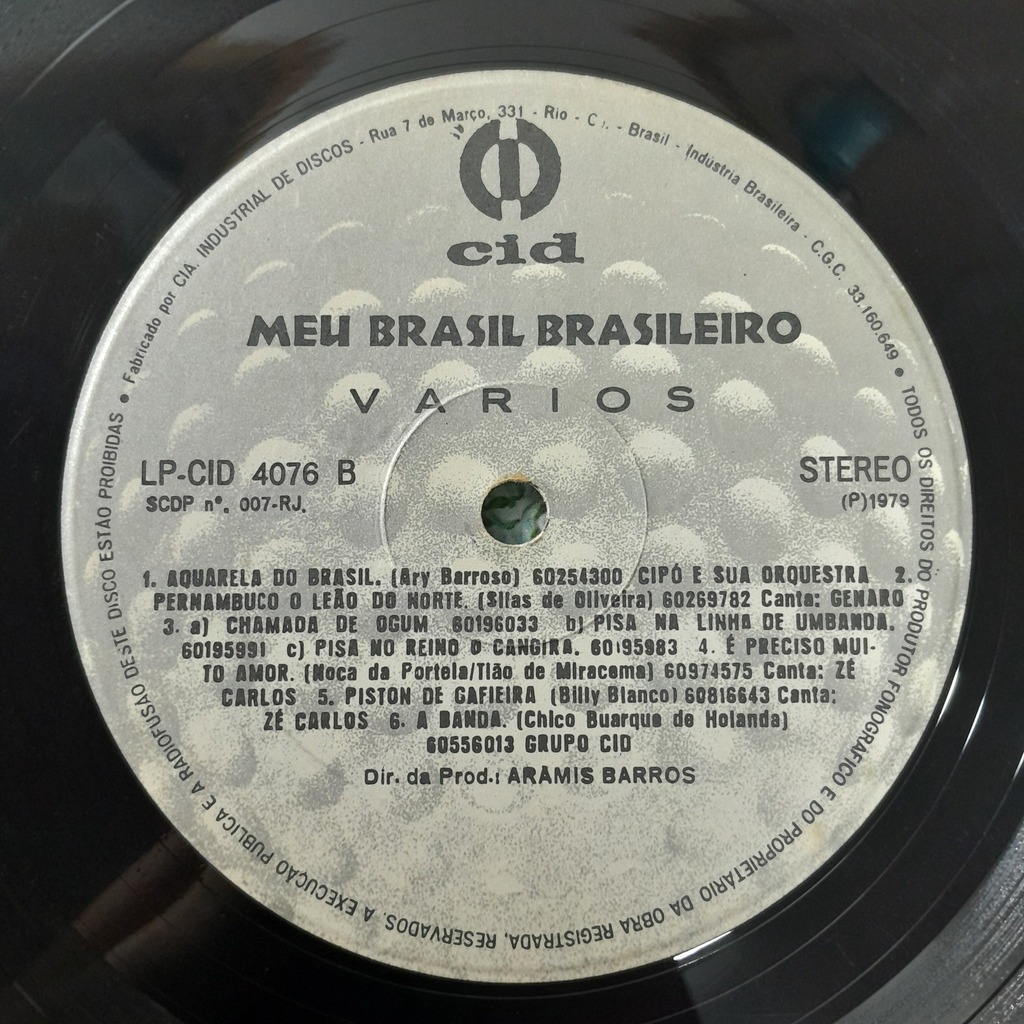 Fabricado por CIA. INDUSTRIAL DE DISCOS - Rua 7 de Março, 331 - Rio - - Brasil - Indústria Brasileira - C.G.C. 33.160.649 • TODOS OS DIREITOS DO PRODUTOR FONOGRAFICO E DO PROPRIETARIO DA OBRA REGISTRADA, RESERVADOS. A EXECUÇÃO PUBLICA E A RADIOFUSÃO DESTE DISCO ESTÃO PROIBIDAS •
cid
MEU BRASIL BRASILEIRO
VARIOS
LP-CID 4076 B
SCDP nº. 007-RJ.
STEREO
(P)1979
1. AQUARELA DO BRASIL. (Ary Barroso) 60254300 CIPÓ E SUA ORQUESTRA 2.
PERNAMBUCO O LEÃO DO NORTE. (Silas de Oliveira) 60269782 Canta: GENARO
3. a) CHAMADA DE OGUM 60196033 b) PISA NA LINHA DE UMBANDA.
60195991 c) PISA NO REINO O CANGIRA. 60195983 4. É PRECISO MUI-
TO AMOR. (Noca da Portela/Tião de Miracema) 60974575 Canta: ZÉ
CARLOS 5. PISTON DE GAFIEIRA (Billy Blanco) 60816643 Canta:
ZÉ CARLOS 6. A BANDA. (Chico Buarque de Holanda)
60556013 GRUPO CID
Dir. da Prod.: ARAMIS BARROS